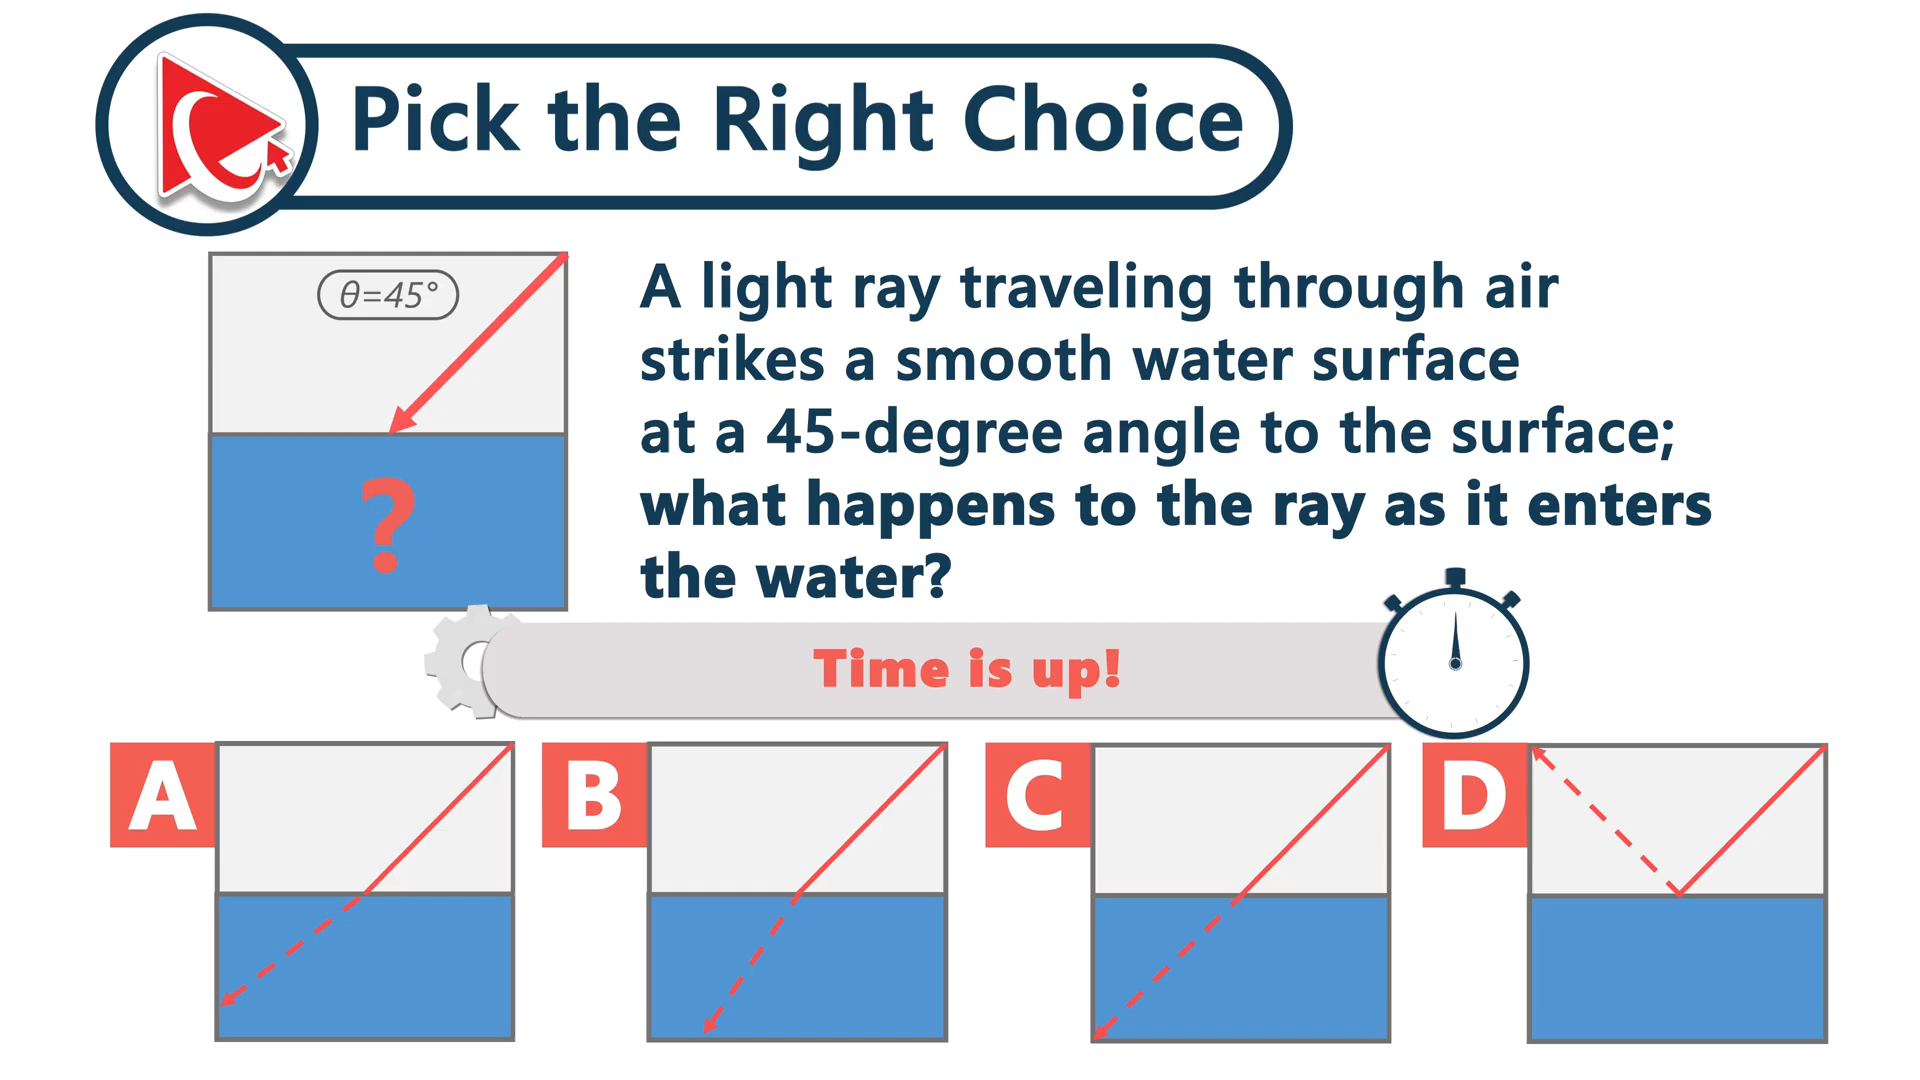 Pick the Right Choice
θ=45°
A light ray traveling through air
strikes a smooth water surface
at a 45-degree angle to the surface;
what happens to the ray as it enters
the water?
?
Time is up!
A
B
C
D